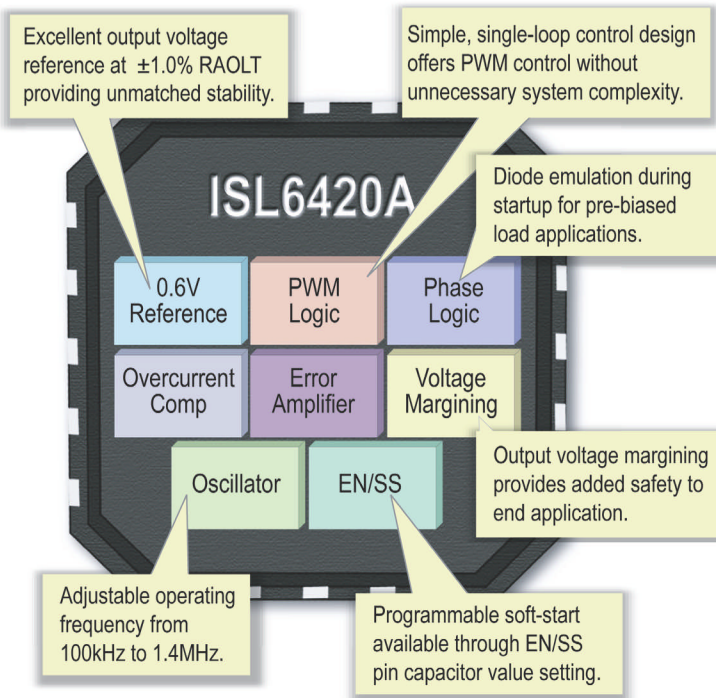 Excellent output voltage
reference at ±1.0% RAOLT
providing unmatched stability.
Simple, single-loop control design
offers PWM control without
unnecessary system complexity.
ISL6420A
Diode emulation during
startup for pre-biased
load applications.
0.6V
Reference
PWM
Logic
Phase
Logic
Overcurrent
Comp
Error
Amplifier
Voltage
Margining
Output voltage margining
provides added safety to
end application.
Oscillator
EN/SS
Adjustable operating
frequency from
100kHz to 1.4MHz.
Programmable soft-start
available through EN/SS
pin capacitor value setting.